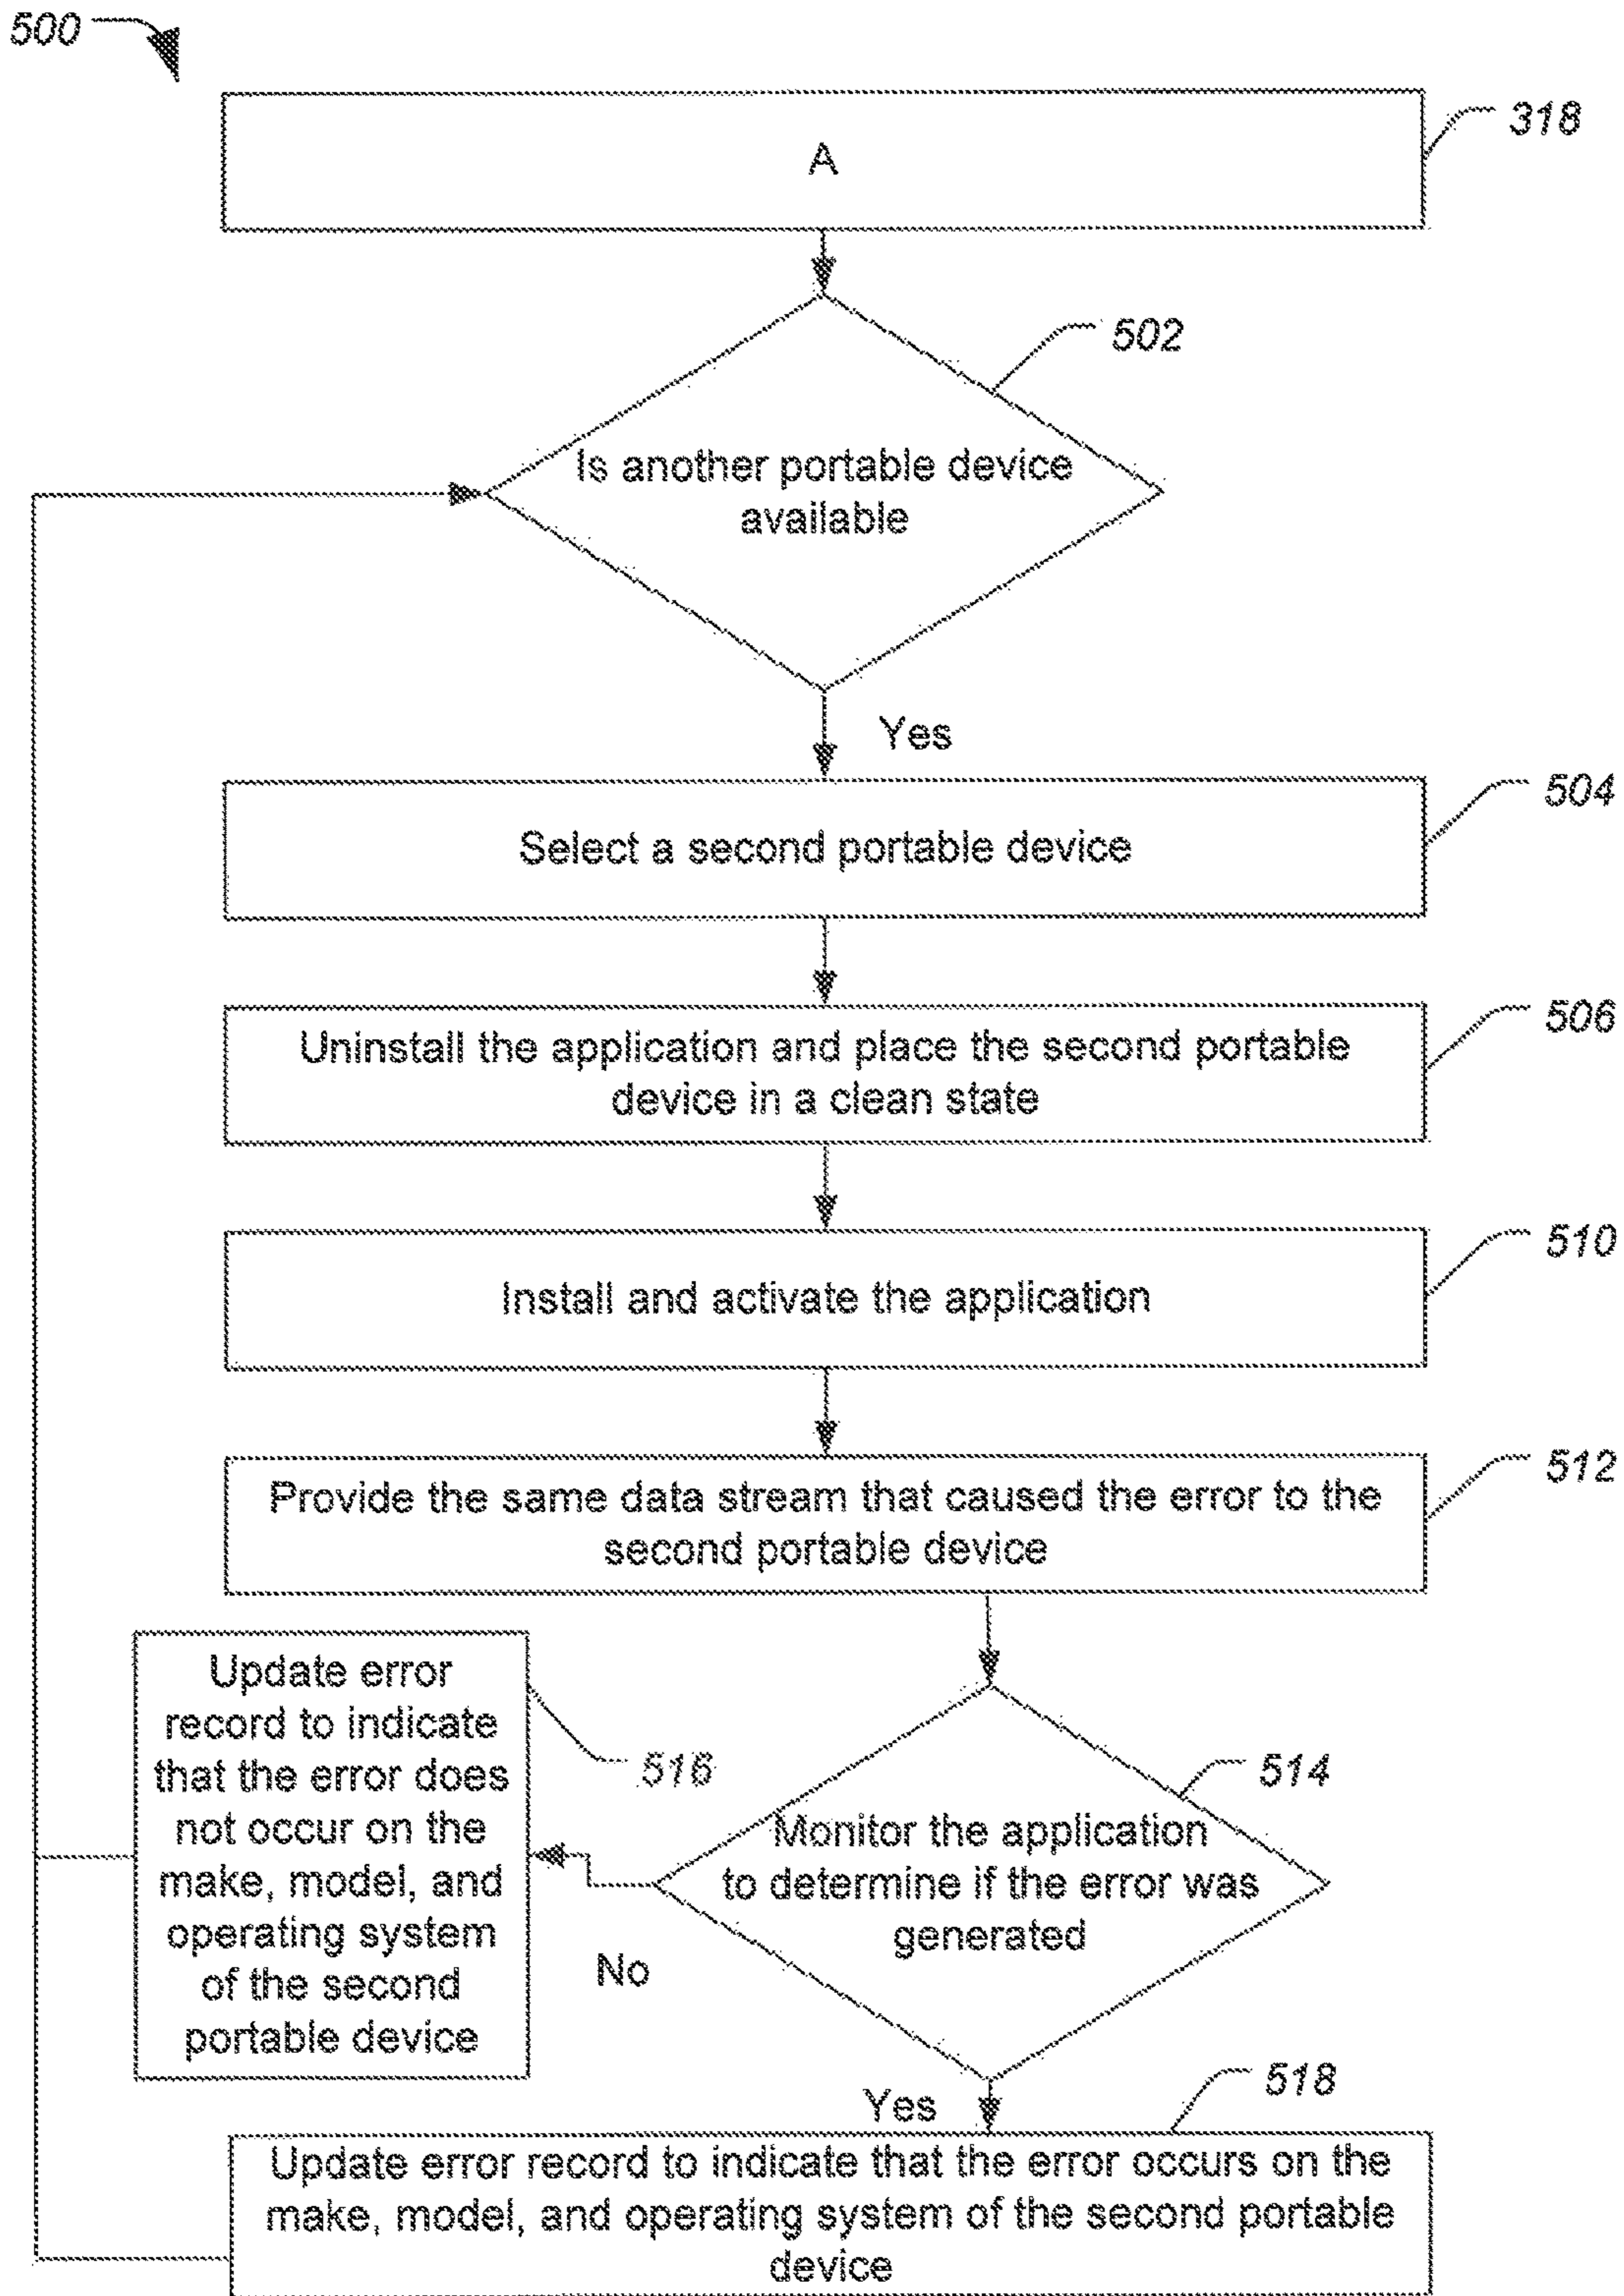 500
318
A
502
Is another portable device
available
Yes
504
Select a second portable device
506
Uninstall the application and place the second portable
device in a clean state
510
Install and activate the application
512
Provide the same data stream that caused the error to the
second portable device
Update error
record to indicate
that the error does
not occur on the
make, model, and
operating system
of the second
portable device
516
514
Monitor the application
to determine if the error was
generated
No
Yes
518
Update error record to indicate that the error occurs on the
make, model, and operating system of the second portable
device